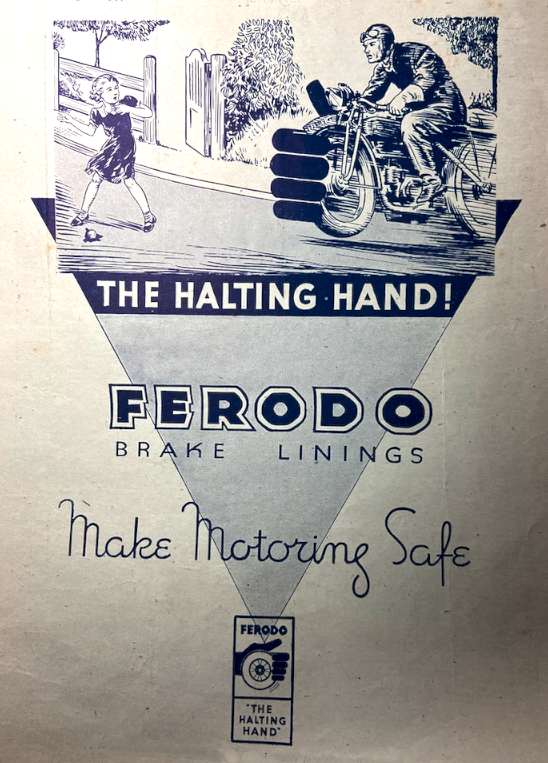 THE HALTING HAND!
FERODO
BRAKE LININGS
Make Motoring Safe
FERODO
"THE
HALTING
HAND"